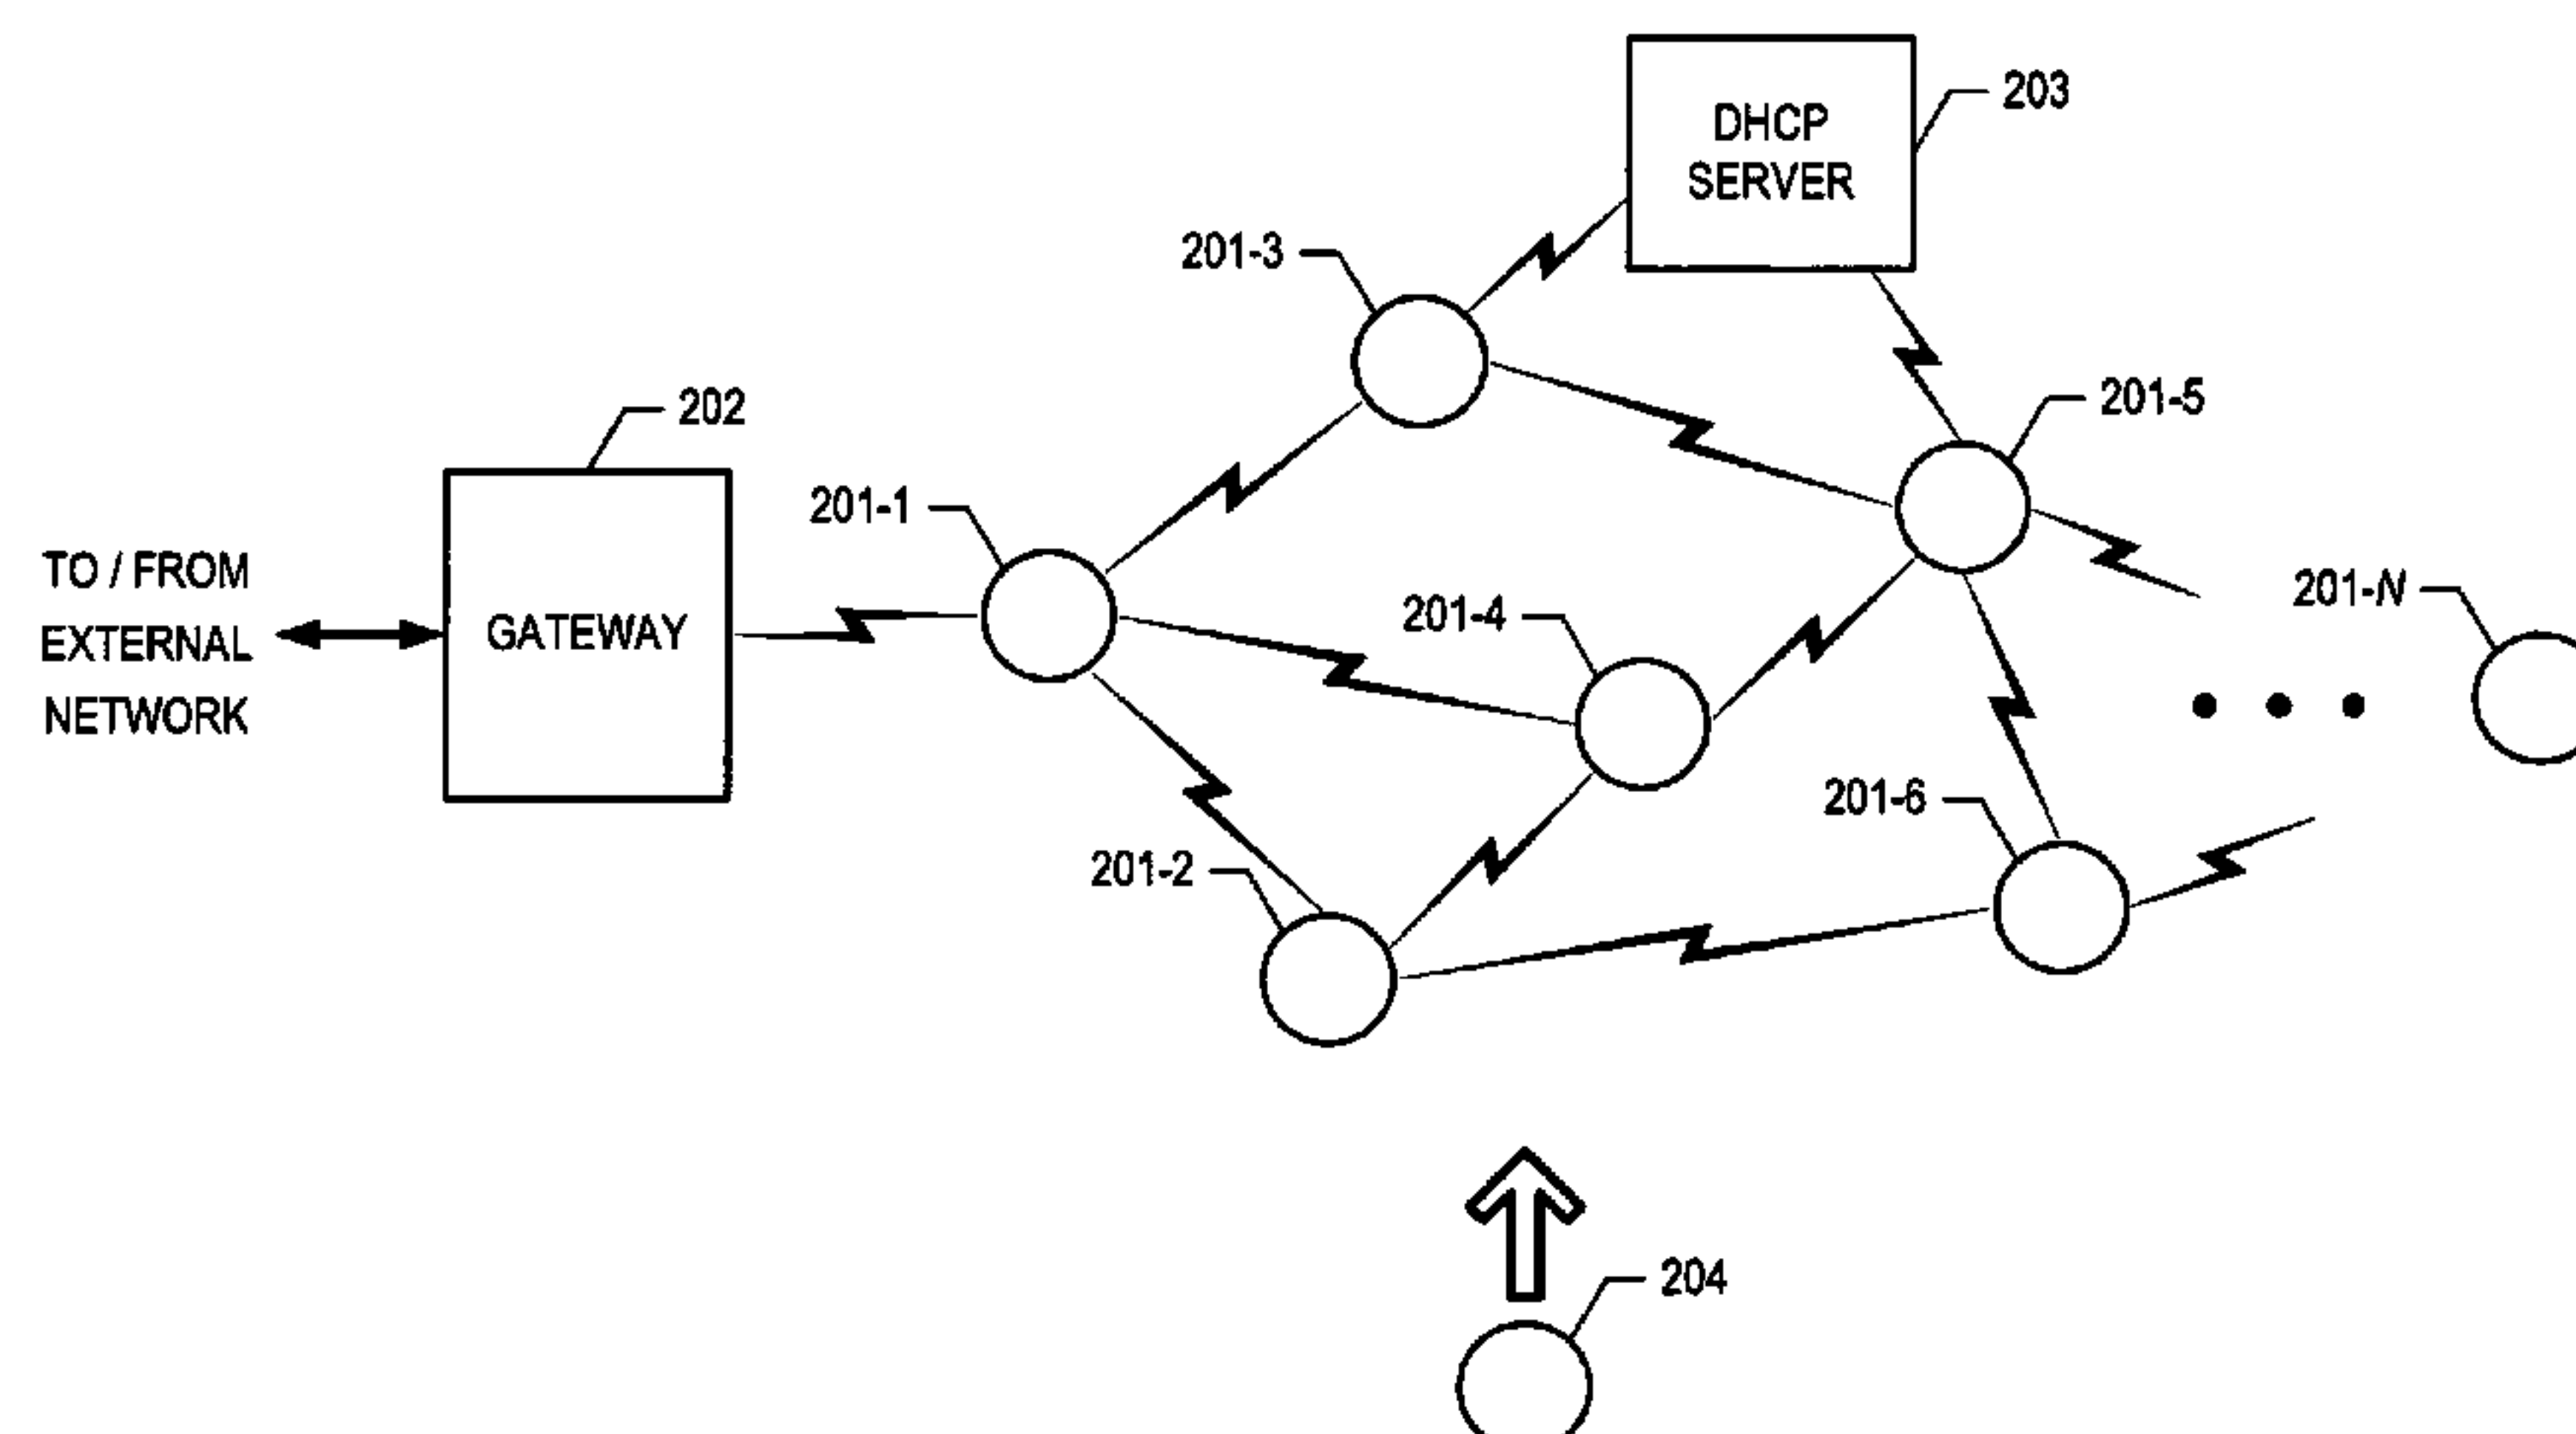 DHCP
SERVER
203
201-3
202
201-5
201-1
TO / FROM
EXTERNAL
NETWORK
GATEWAY
201-4
201-N
201-6
201-2
204